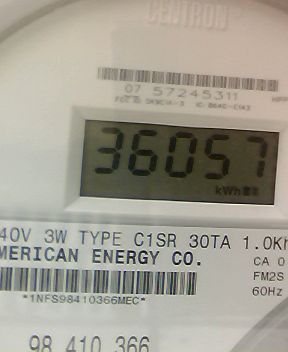 CENTRON
07 57245311
36057
kWh
40V 3W TYPE C1SR 30TA 1.0Kh
MERICAN ENERGY CO.
CA 0
FM2S
*1NFS98410366MEC*
60Hz
98 410 366